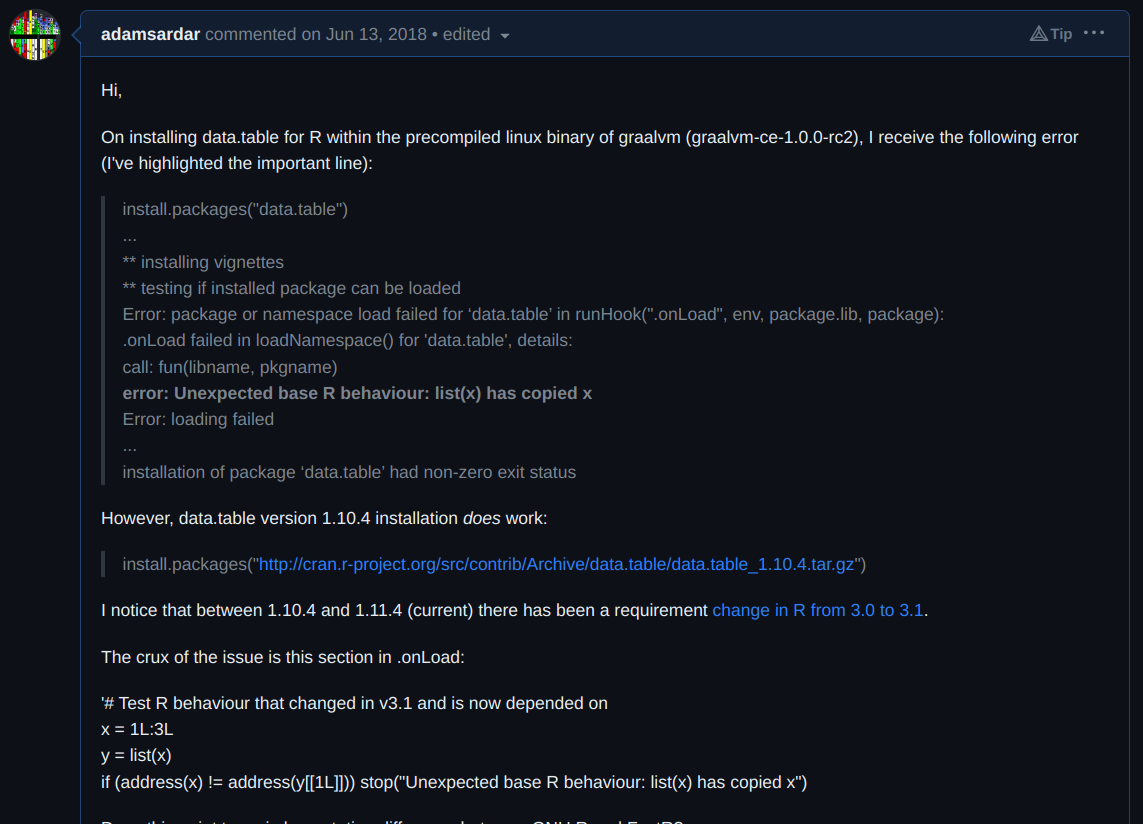 adamsardar commented on Jun 13, 2018 • edited
Tip
Hi,
On installing data.table for R within the precompiled linux binary of graalvm (graalvm-ce-1.0.0-rc2), I receive the following error
(I've highlighted the important line):
install.packages("data.table")
...
** installing vignettes
** testing if installed package can be loaded
Error: package or namespace load failed for ‘data.table’ in runHook(".onLoad", env, package.lib, package):
.onLoad failed in loadNamespace() for 'data.table', details:
call: fun(libname, pkgname)
error: Unexpected base R behaviour: list(x) has copied x
Error: loading failed
...
installation of package ‘data.table’ had non-zero exit status
However, data.table version 1.10.4 installation does work:
install.packages("http://cran.r-project.org/src/contrib/Archive/data.table/data.table_1.10.4.tar.gz")
I notice that between 1.10.4 and 1.11.4 (current) there has been a requirement change in R from 3.0 to 3.1.
The crux of the issue is this section in .onLoad:
'# Test R behaviour that changed in v3.1 and is now depended on
x = 1L:3L
y = list(x)
if (address(x) != address(y[[1L]])) stop("Unexpected base R behaviour: list(x) has copied x")